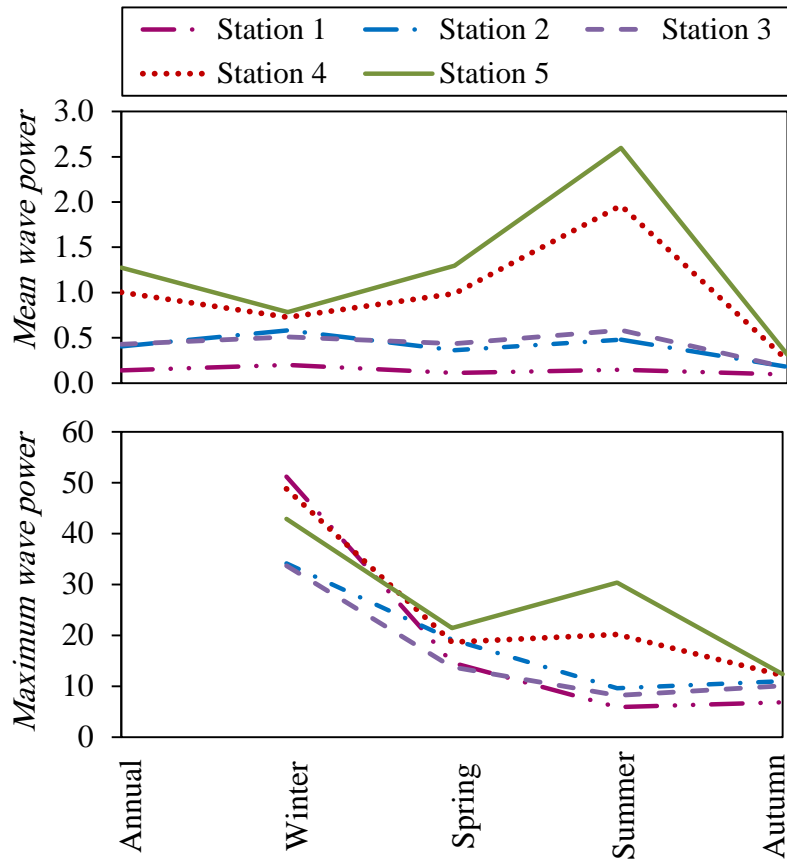 Station 1 Station 2 Station 3
Station 4 Station 5
Mean wave power
3.0
2.5
2.0
1.5
1.0
0.5
0.0
Maximum wave power
60
50
40
30
20
10
0
Annual
Winter
Spring
Summer
Autumn